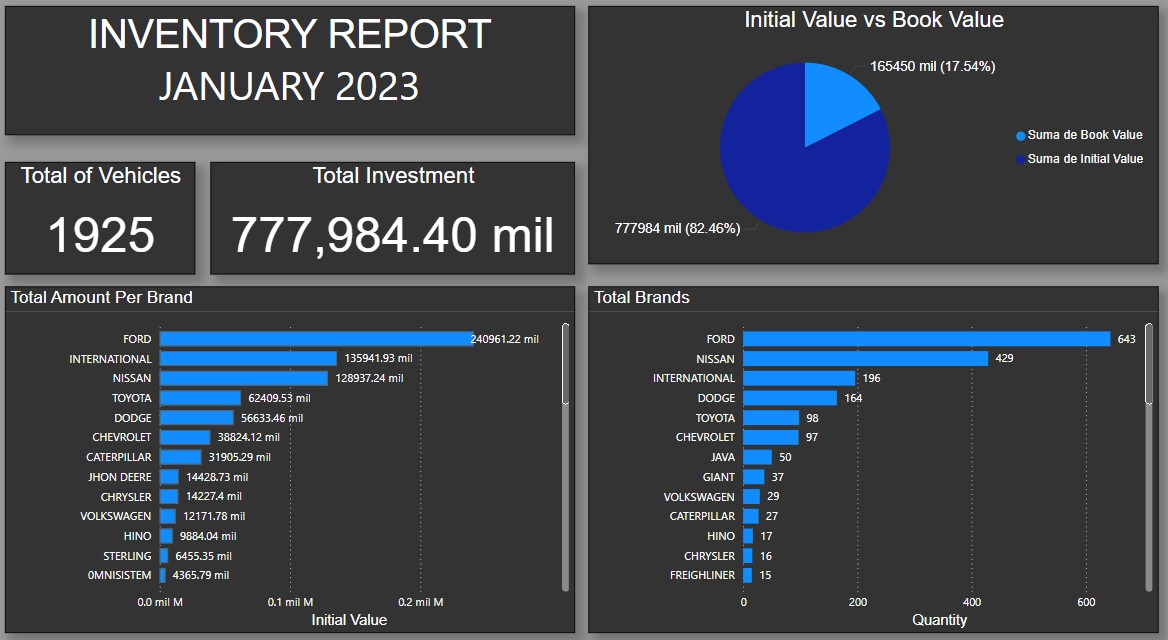 INVENTORY REPORT
JANUARY 2023
Initial Value vs Book Value
165450 mil (17.54%)
777984 mil (82.46%)
Suma de Book Value
Suma de Initial Value
Total of Vehicles
1925
Total Investment
777,984.40 mil
Total Amount Per Brand
FORD 240961.22 mil
INTERNATIONAL 135941.93 mil
NISSAN 128937.24 mil
TOYOTA 62409.53 mil
DODGE 56633.46 mil
CHEVROLET 38824.12 mil
CATERPILLAR 31905.29 mil
JHON DEERE 14428.73 mil
CHRYSLER 14227.4 mil
VOLKSWAGEN 12171.78 mil
HINO 9884.04 mil
STERLING 6455.35 mil
0MNISISTEM 4365.79 mil
0.0 mil M 0.1 mil M 0.2 mil M
Initial Value
Total Brands
FORD 643
NISSAN 429
INTERNATIONAL 196
DODGE 164
TOYOTA 98
CHEVROLET 97
JAVA 50
GIANT 37
VOLKSWAGEN 29
CATERPILLAR 27
HINO 17
CHRYSLER 16
FREIGHLINER 15
0 200 400 600
Quantity